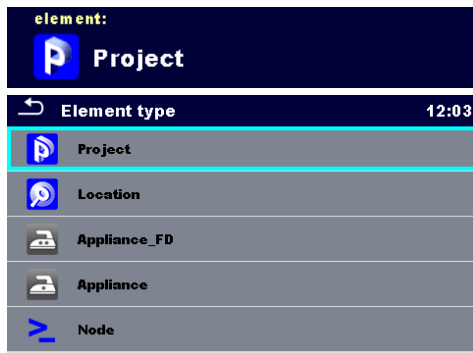 element:
Project
Element type 12:03
Project
Location
Appliance_FD
Appliance
Node